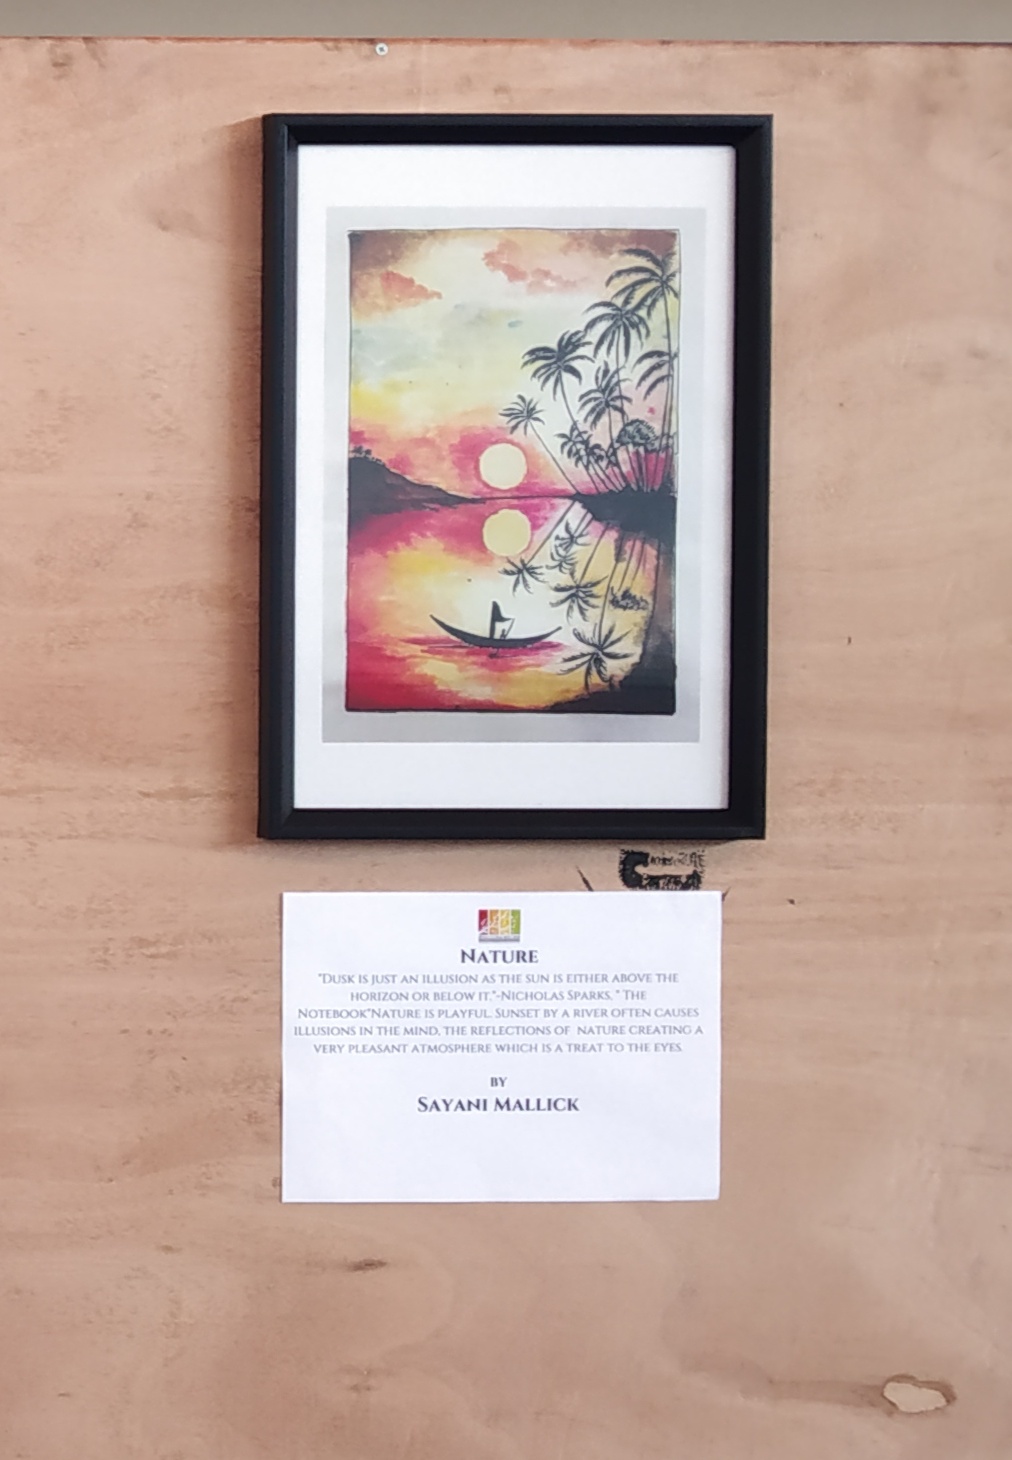 NATURE
"DUSK IS JUST AN ILLUSION AS THE SUN IS EITHER ABOVE THE
HORIZON OR BELOW IT."-NICHOLAS SPARKS, " THE
NOTEBOOK"NATURE IS PLAYFUL. SUNSET BY A RIVER OFTEN CAUSES
ILLUSIONS IN THE MIND, THE REFLECTIONS OF NATURE CREATING A
VERY PLEASANT ATMOSPHERE WHICH IS A TREAT TO THE EYES.
BY
SAYANI MALLICK